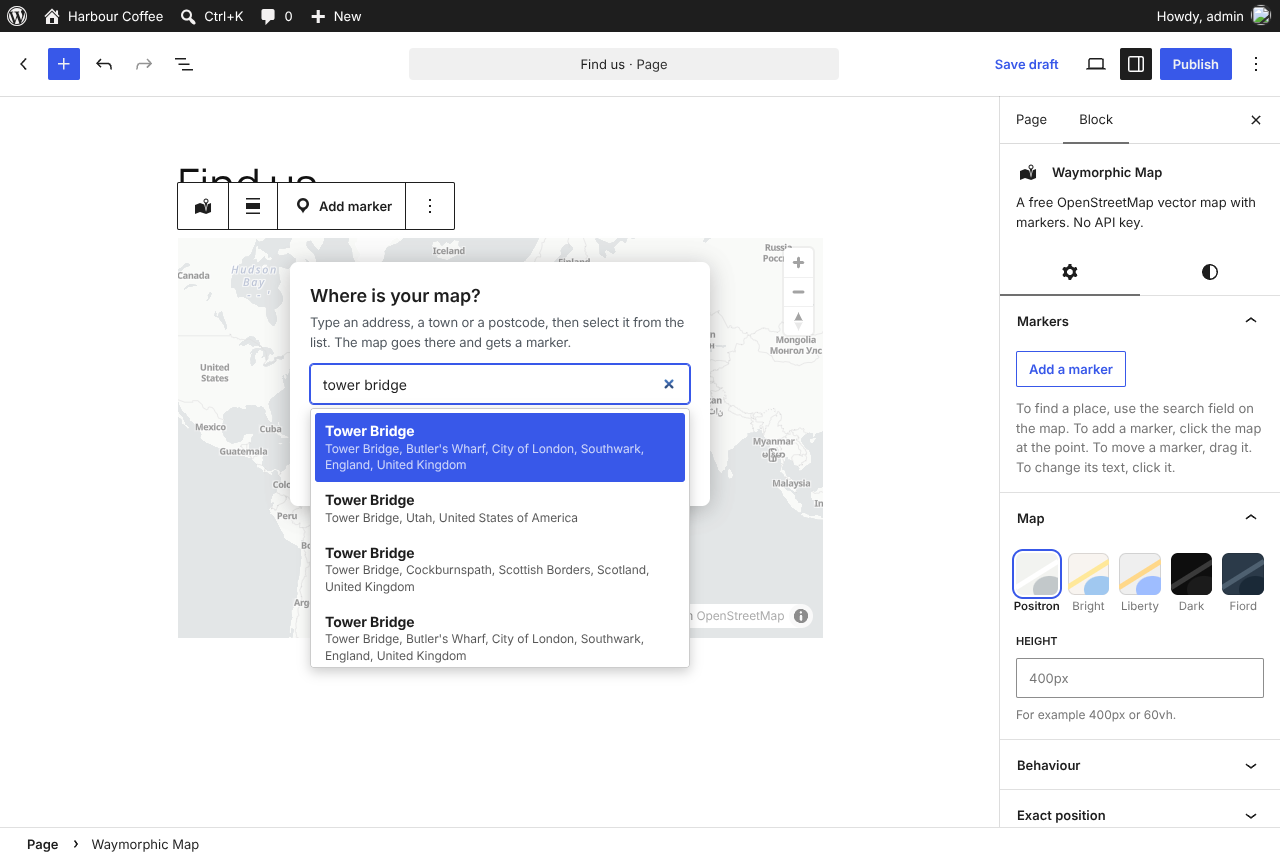 Harbour Coffee
Ctrl+K
0
New
Howdy, admin
Find us · Page
Save draft
Publish
Find us
Add marker
Iceland
Canada
Hudson
Bay
Finland
United
States
Mexico
Cuba
Guatemala
Peru
Mongolia
Монгол Улс
Myanmar
Malaysia
Where is your map?
Type an address, a town or a postcode, then select it from the
list. The map goes there and gets a marker.
tower bridge
Tower Bridge
Tower Bridge, Butler's Wharf, City of London, Southwark,
England, United Kingdom
Tower Bridge
Tower Bridge, Utah, United States of America
Tower Bridge
Tower Bridge, Cockburnspath, Scottish Borders, Scotland,
United Kingdom
Tower Bridge
Tower Bridge, Butler's Wharf, City of London, Southwark,
England, United Kingdom
OpenStreetMap
Page
Block
Waymorphic Map
A free OpenStreetMap vector map with
markers. No API key.
Markers
Add a marker
To find a place, use the search field on
the map. To add a marker, click the map
at the point. To move a marker, drag it.
To change its text, click it.
Map
Positron
Bright
Liberty
Dark
Fiord
HEIGHT
400px
For example 400px or 60vh.
Behaviour
Exact position
Page › Waymorphic Map